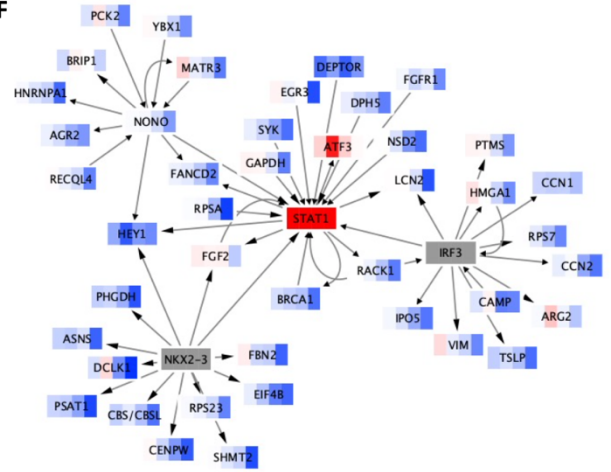 F
PCK2
YBX1
BRIP1
MATR3
DEPTOR
FGFR1
HNRNPA1
EGR3
DPH5
NONO
SYK
AGR2
ATF3
NSD2
PTMS
GAPDH
RECQL4
FANCD2
LCN2
HMGA1
CCN1
RPSA
STAT1
HEY1
RPS7
FGF2
IRF3
RACK1
CCN2
PHGDH
BRCA1
CAMP
IPO5
ARG2
ASNS
NKX2-3
FBN2
VIM
TSLP
DCLK1
EIF4B
PSAT1
CBS/CBSL
RPS23
CENPW
SHMT2